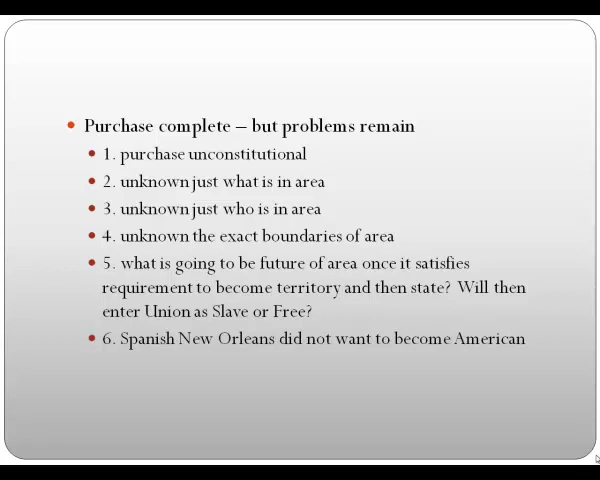 Purchase complete – but problems remain
1. purchase unconstitutional
2. unknown just what is in area
3. unknown just who is in area
4. unknown the exact boundaries of area
5. what is going to be future of area once it satisfies
requirement to become territory and then state? Will then
enter Union as Slave or Free?
6. Spanish New Orleans did not want to become American